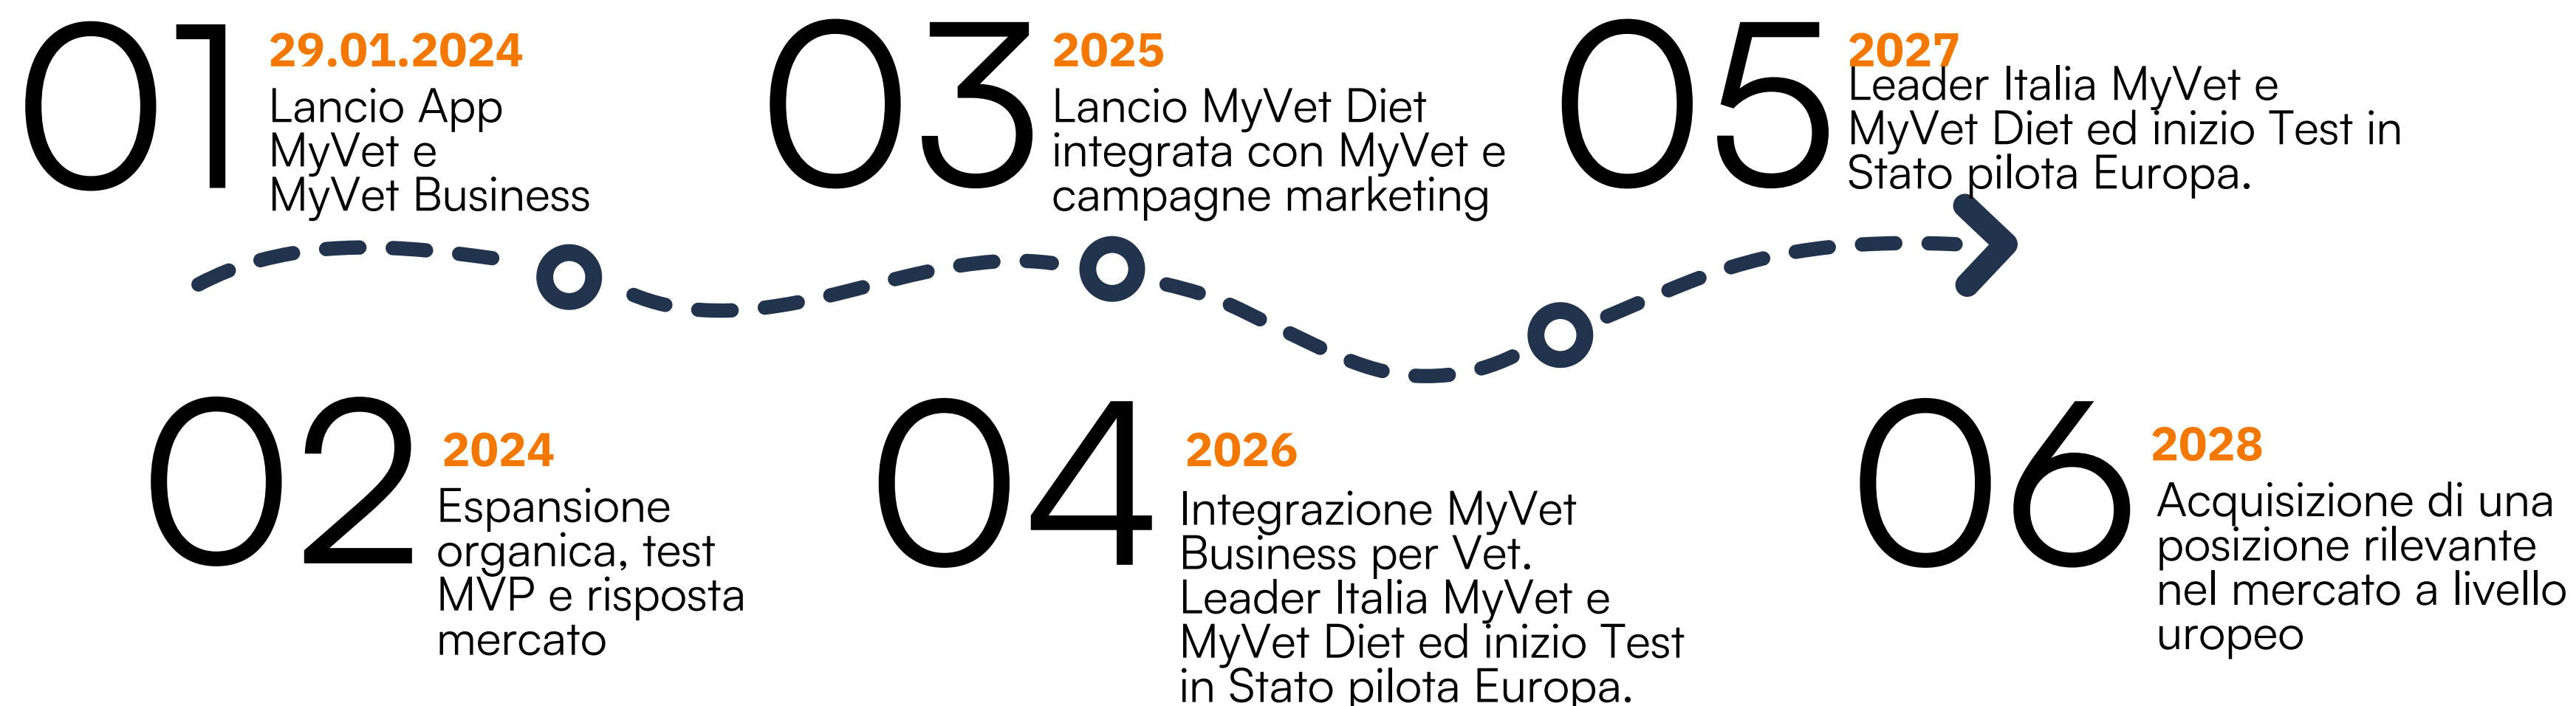 01
29.01.2024
Lancio App
MyVet e
MyVet Business
02
2024
Espansione
organica, test
MVP e risposta
mercato
03
2025
Lancio MyVet Diet
integrata con MyVet e
campagne marketing
04
2026
Integrazione MyVet
Business per Vet.
Leader Italia MyVet e
MyVet Diet ed inizio Test
in Stato pilota Europa.
05
2027
Leader Italia MyVet e
MyVet Diet ed inizio Test in
Stato pilota Europa.
06
2028
Acquisizione di una
posizione rilevante
nel mercato a livello
uropeo